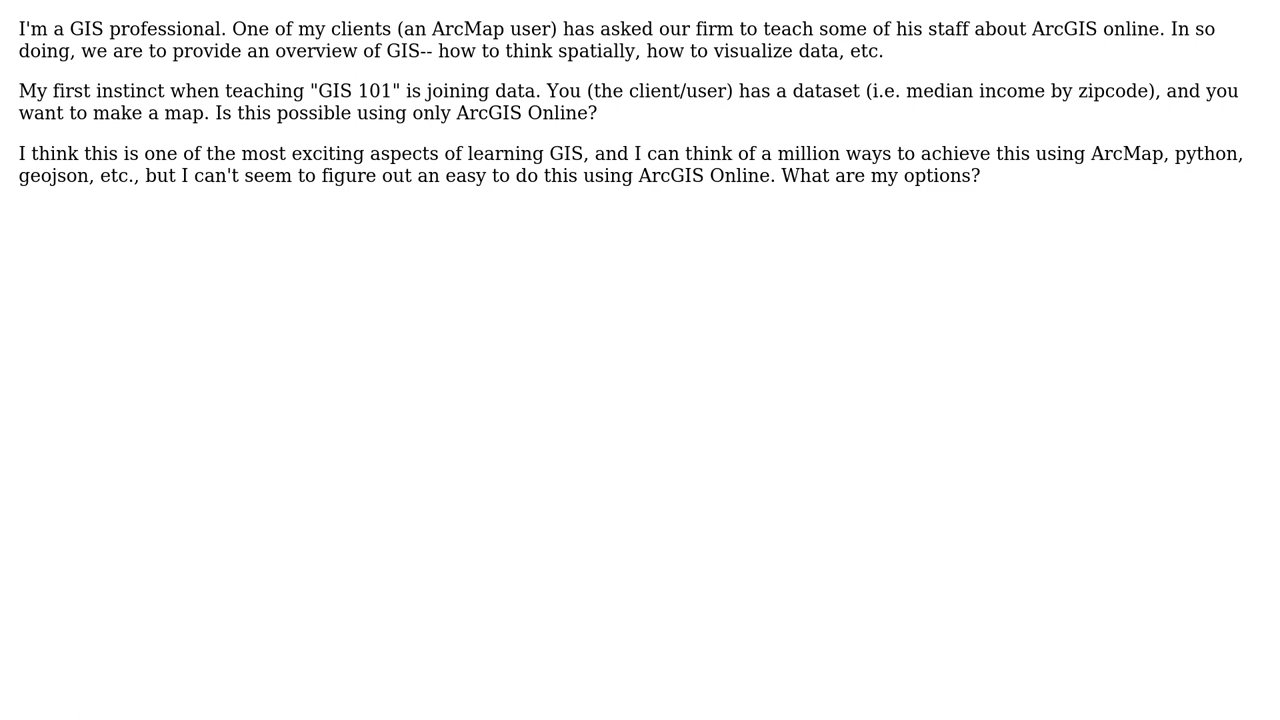 I'm a GIS professional. One of my clients (an ArcMap user) has asked our firm to teach some of his staff about ArcGIS online. In so
doing, we are to provide an overview of GIS-- how to think spatially, how to visualize data, etc.
My first instinct when teaching "GIS 101" is joining data. You (the client/user) has a dataset (i.e. median income by zipcode), and you
want to make a map. Is this possible using only ArcGIS Online?
I think this is one of the most exciting aspects of learning GIS, and I can think of a million ways to achieve this using ArcMap, python,
geojson, etc., but I can't seem to figure out an easy to do this using ArcGIS Online. What are my options?